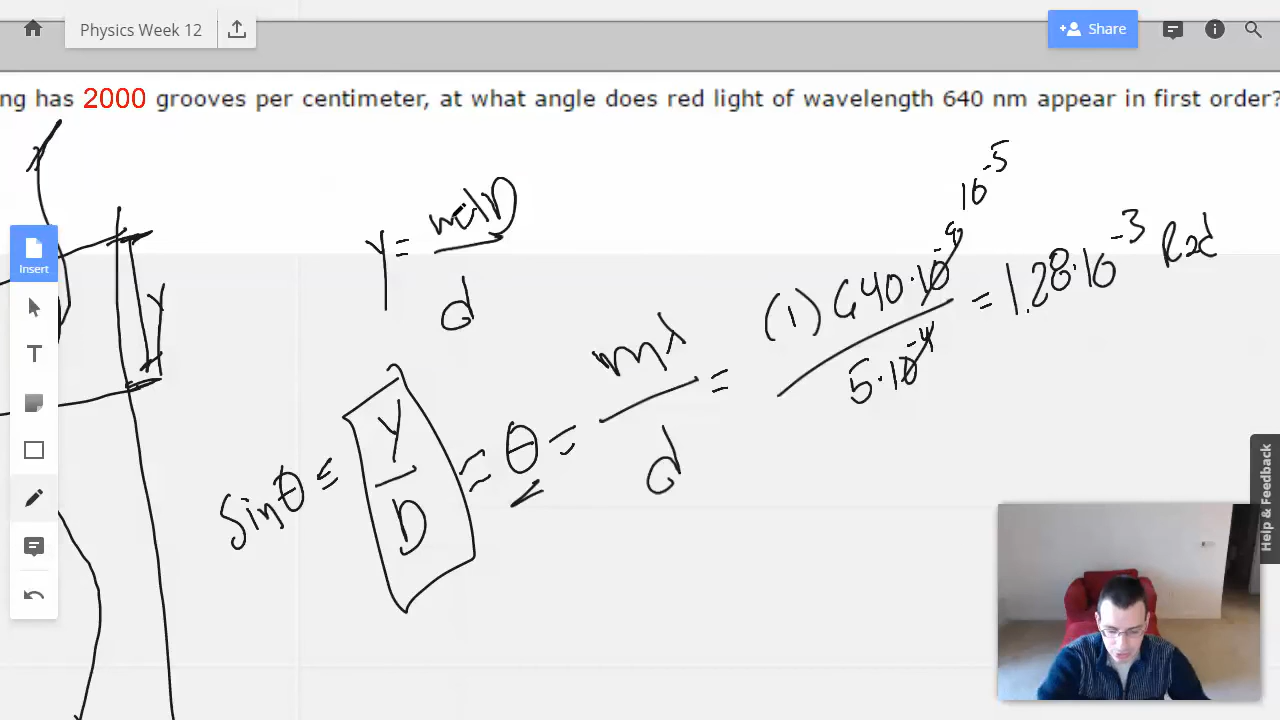 Physics Week 12
Share
ng has 2000 grooves per centimeter, at what angle does red light of wavelength 640 nm appear in first order?
Insert
T
Y
Y = mλD / d
sinθ = Y / D ≈ θ = mλ / d = (1) 640·10^-9 / 5·10^-4 = 1.28·10^-3 Rad
10^-5
Help & Feedback